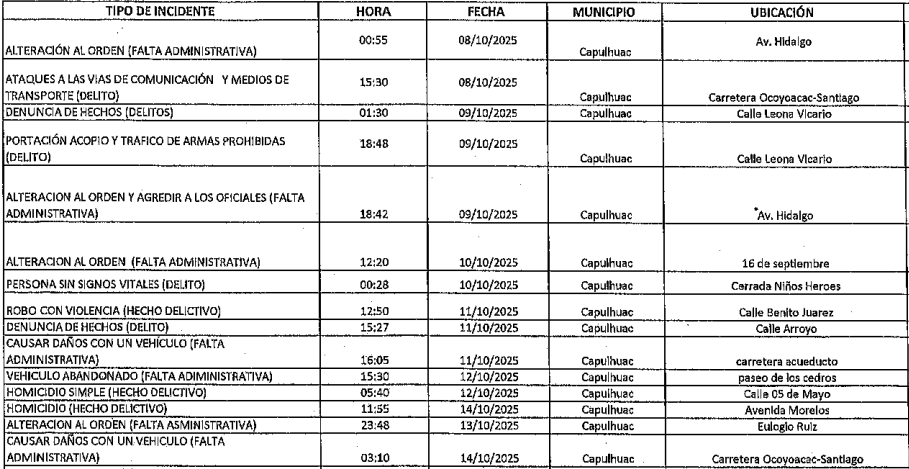 TIPO DE INCIDENTE HORA FECHA MUNICIPIO UBICACIÓN
ALTERACIÓN AL ORDEN (FALTA ADMINISTRATIVA) 00:55 08/10/2025 Capulhuac Av. Hidalgo
ATAQUES A LAS VIAS DE COMUNICACIÓN Y MEDIOS DE
TRANSPORTE (DELITO) 15:30 08/10/2025 Capulhuac Carretera Ocoyoacac-Santiago
DENUNCIA DE HECHOS (DELITOS) 01:30 09/10/2025 Capulhuac Calle Leona Vicario
PORTACIÓN ACOPIO Y TRAFICO DE ARMAS PROHIBIDAS
(DELITO) 18:48 09/10/2025 Capulhuac Calle Leona Vicario
ALTERACION AL ORDEN Y AGREDIR A LOS OFICIALES (FALTA
ADMINISTRATIVA) 18:42 09/10/2025 Capulhuac Av. Hidalgo
ALTERACION AL ORDEN (FALTA ADMINISTRATIVA) 12:20 10/10/2025 Capulhuac 16 de septiembre
PERSONA SIN SIGNOS VITALES (DELITO) 00:28 10/10/2025 Capulhuac Cerrada Niños Heroes
ROBO CON VIOLENCIA (HECHO DELICTIVO) 12:50 11/10/2025 Capulhuac Calle Benito Juarez
DENUNCIA DE HECHOS (DELITO) 15:27 11/10/2025 Capulhuac Calle Arroyo
CAUSAR DAÑOS CON UN VEHÍCULO (FALTA
ADMINISTRATIVA) 16:05 11/10/2025 Capulhuac carretera acueducto
VEHICULO ABANDONADO (FALTA ADIMINISTRATIVA) 15:30 12/10/2025 Capulhuac paseo de los cedros
HOMICIDIO SIMPLE (HECHO DELICTIVO) 05:40 12/10/2025 Capulhuac Calle 05 de Mayo
HOMICIDIO (HECHO DELICTIVO) 11:55 14/10/2025 Capulhuac Avenida Morelos
ALTERACION AL ORDEN (FALTA ASMINISTRATIVA) 23:48 13/10/2025 Capulhuac Eulogio Ruiz
CAUSAR DAÑOS CON UN VEHICULO (FALTA
ADMINISTRATIVA) 03:10 14/10/2025 Capulhuac Carretera Ocoyoacac-Santiago